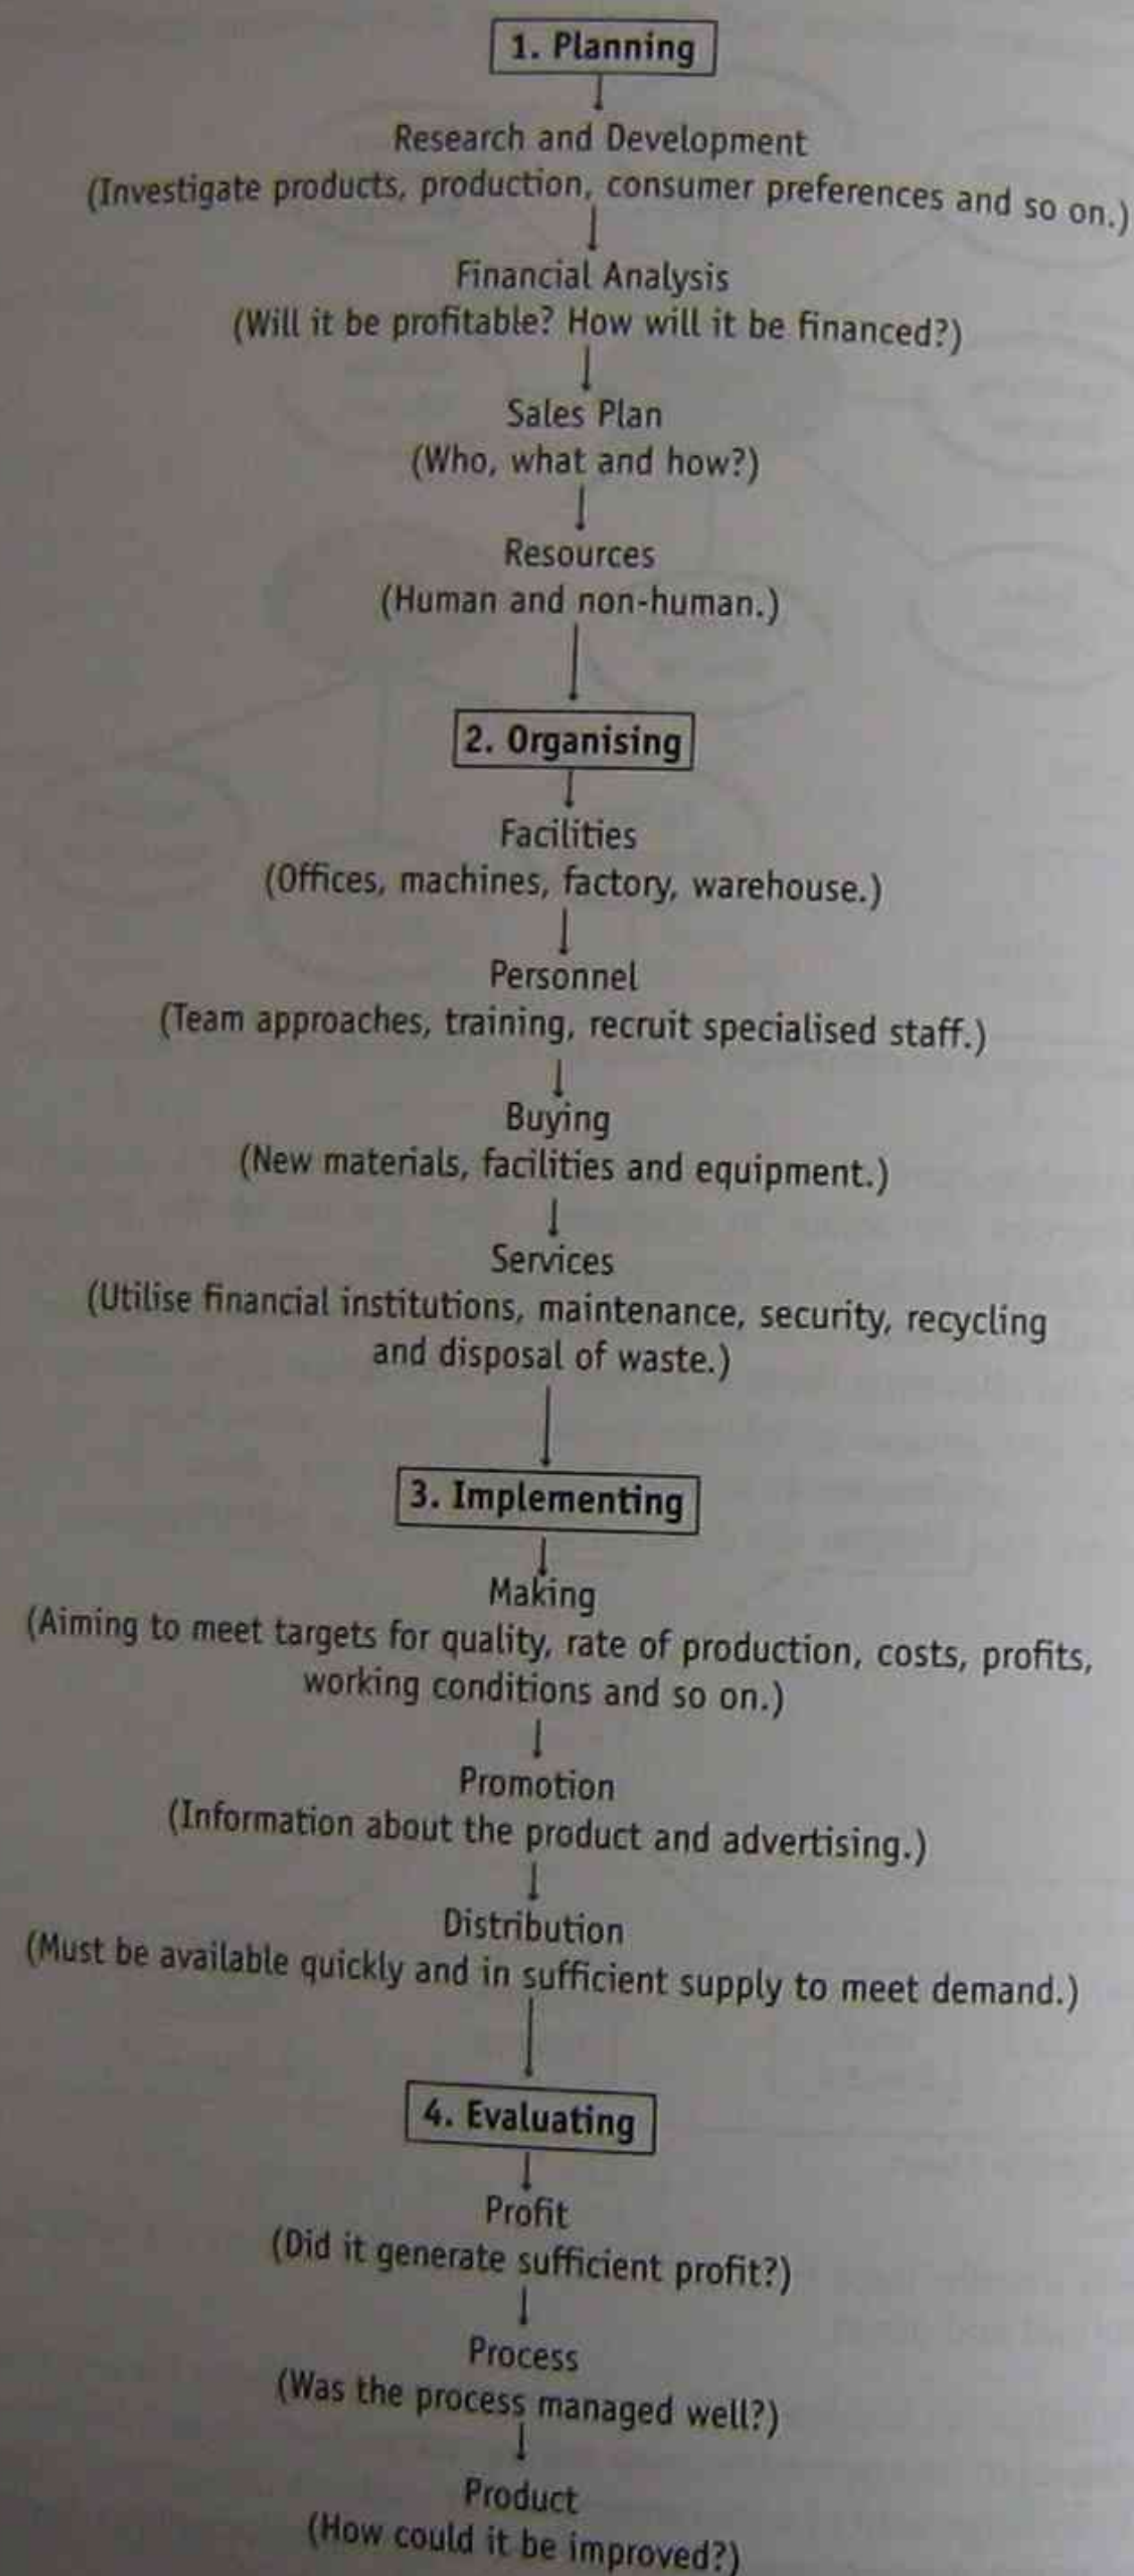 1. Planning
Research and Development
(Investigate products, production, consumer preferences and so on.)
Financial Analysis
(Will it be profitable? How will it be financed?)
Sales Plan
(Who, what and how?)
Resources
(Human and non-human.)
2. Organising
Facilities
(Offices, machines, factory, warehouse.)
Personnel
(Team approaches, training, recruit specialised staff.)
Buying
(New materials, facilities and equipment.)
Services
(Utilise financial institutions, maintenance, security, recycling
and disposal of waste.)
3. Implementing
Making
(Aiming to meet targets for quality, rate of production, costs, profits,
working conditions and so on.)
Promotion
(Information about the product and advertising.)
Distribution
(Must be available quickly and in sufficient supply to meet demand.)
4. Evaluating
Profit
(Did it generate sufficient profit?)
Process
(Was the process managed well?)
Product
(How could it be improved?)